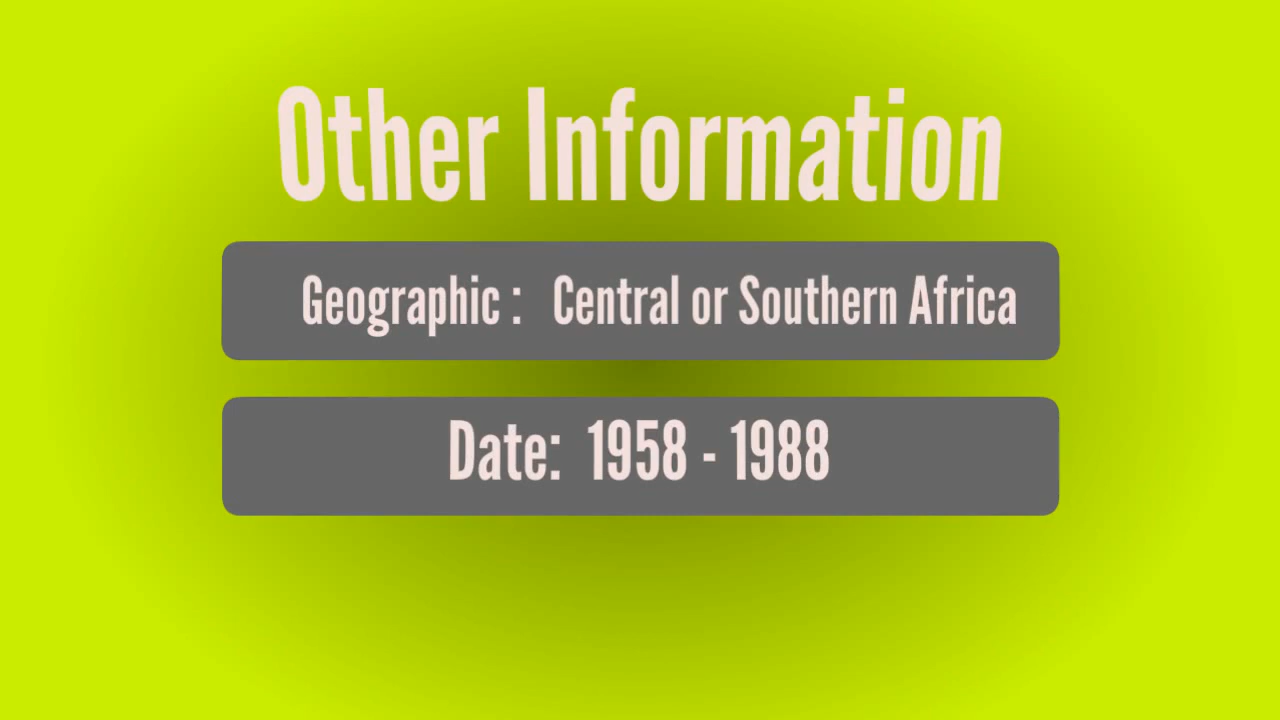 Other Information
Geographic : Central or Southern Africa
Date: 1958 - 1988